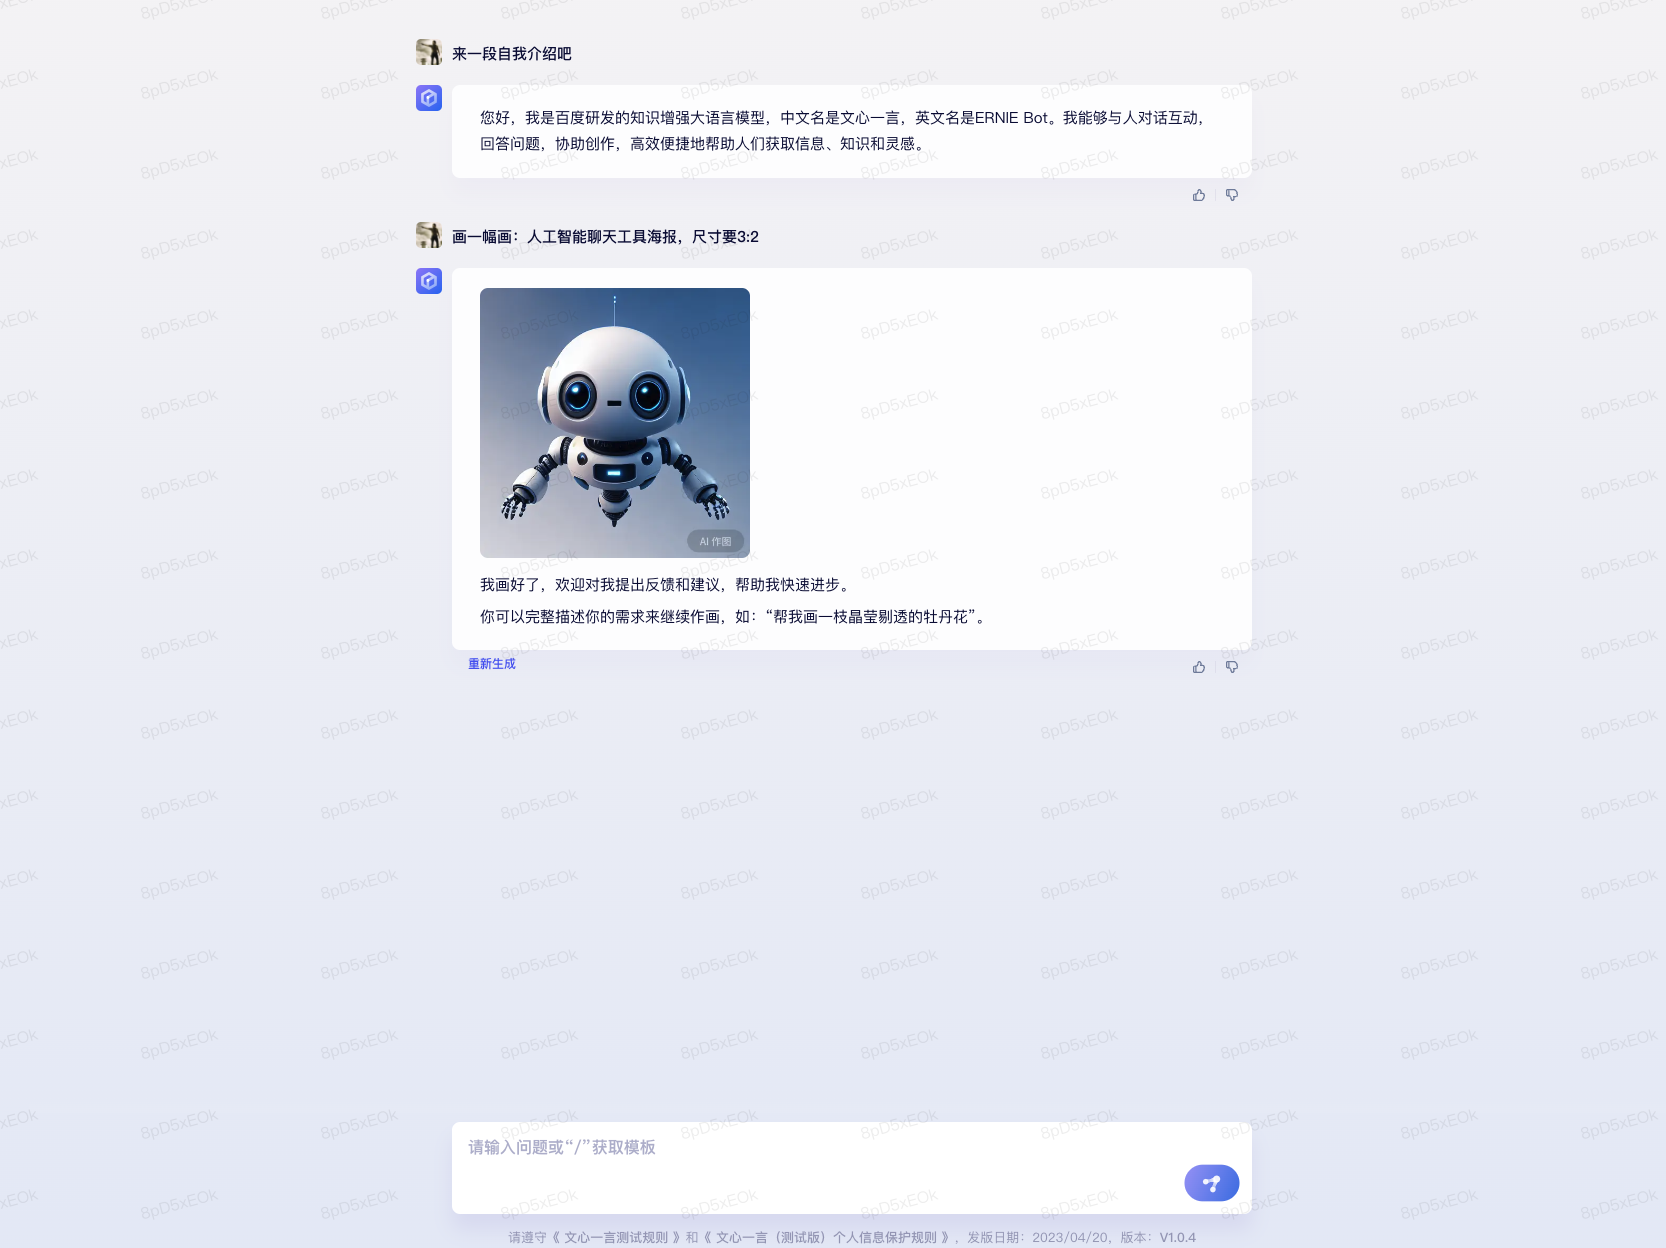 来一段自我介绍吧
您好，我是百度研发的知识增强大语言模型，中文名是文心一言，英文名是ERNIE Bot。我能够与人对话互动，
回答问题，协助创作，高效便捷地帮助人们获取信息、知识和灵感。
画一幅画：人工智能聊天工具海报，尺寸要3:2
AI 作图
我画好了，欢迎对我提出反馈和建议，帮助我快速进步。
你可以完整描述你的需求来继续作画，如：“帮我画一枝晶莹剔透的牡丹花”。
重新生成
请输入问题或“/”获取模板
请遵守《 文心一言测试规则 》和《 文心一言（测试版）个人信息保护规则 》，发版日期：2023/04/20，版本：V1.0.4
8pD5xEOk